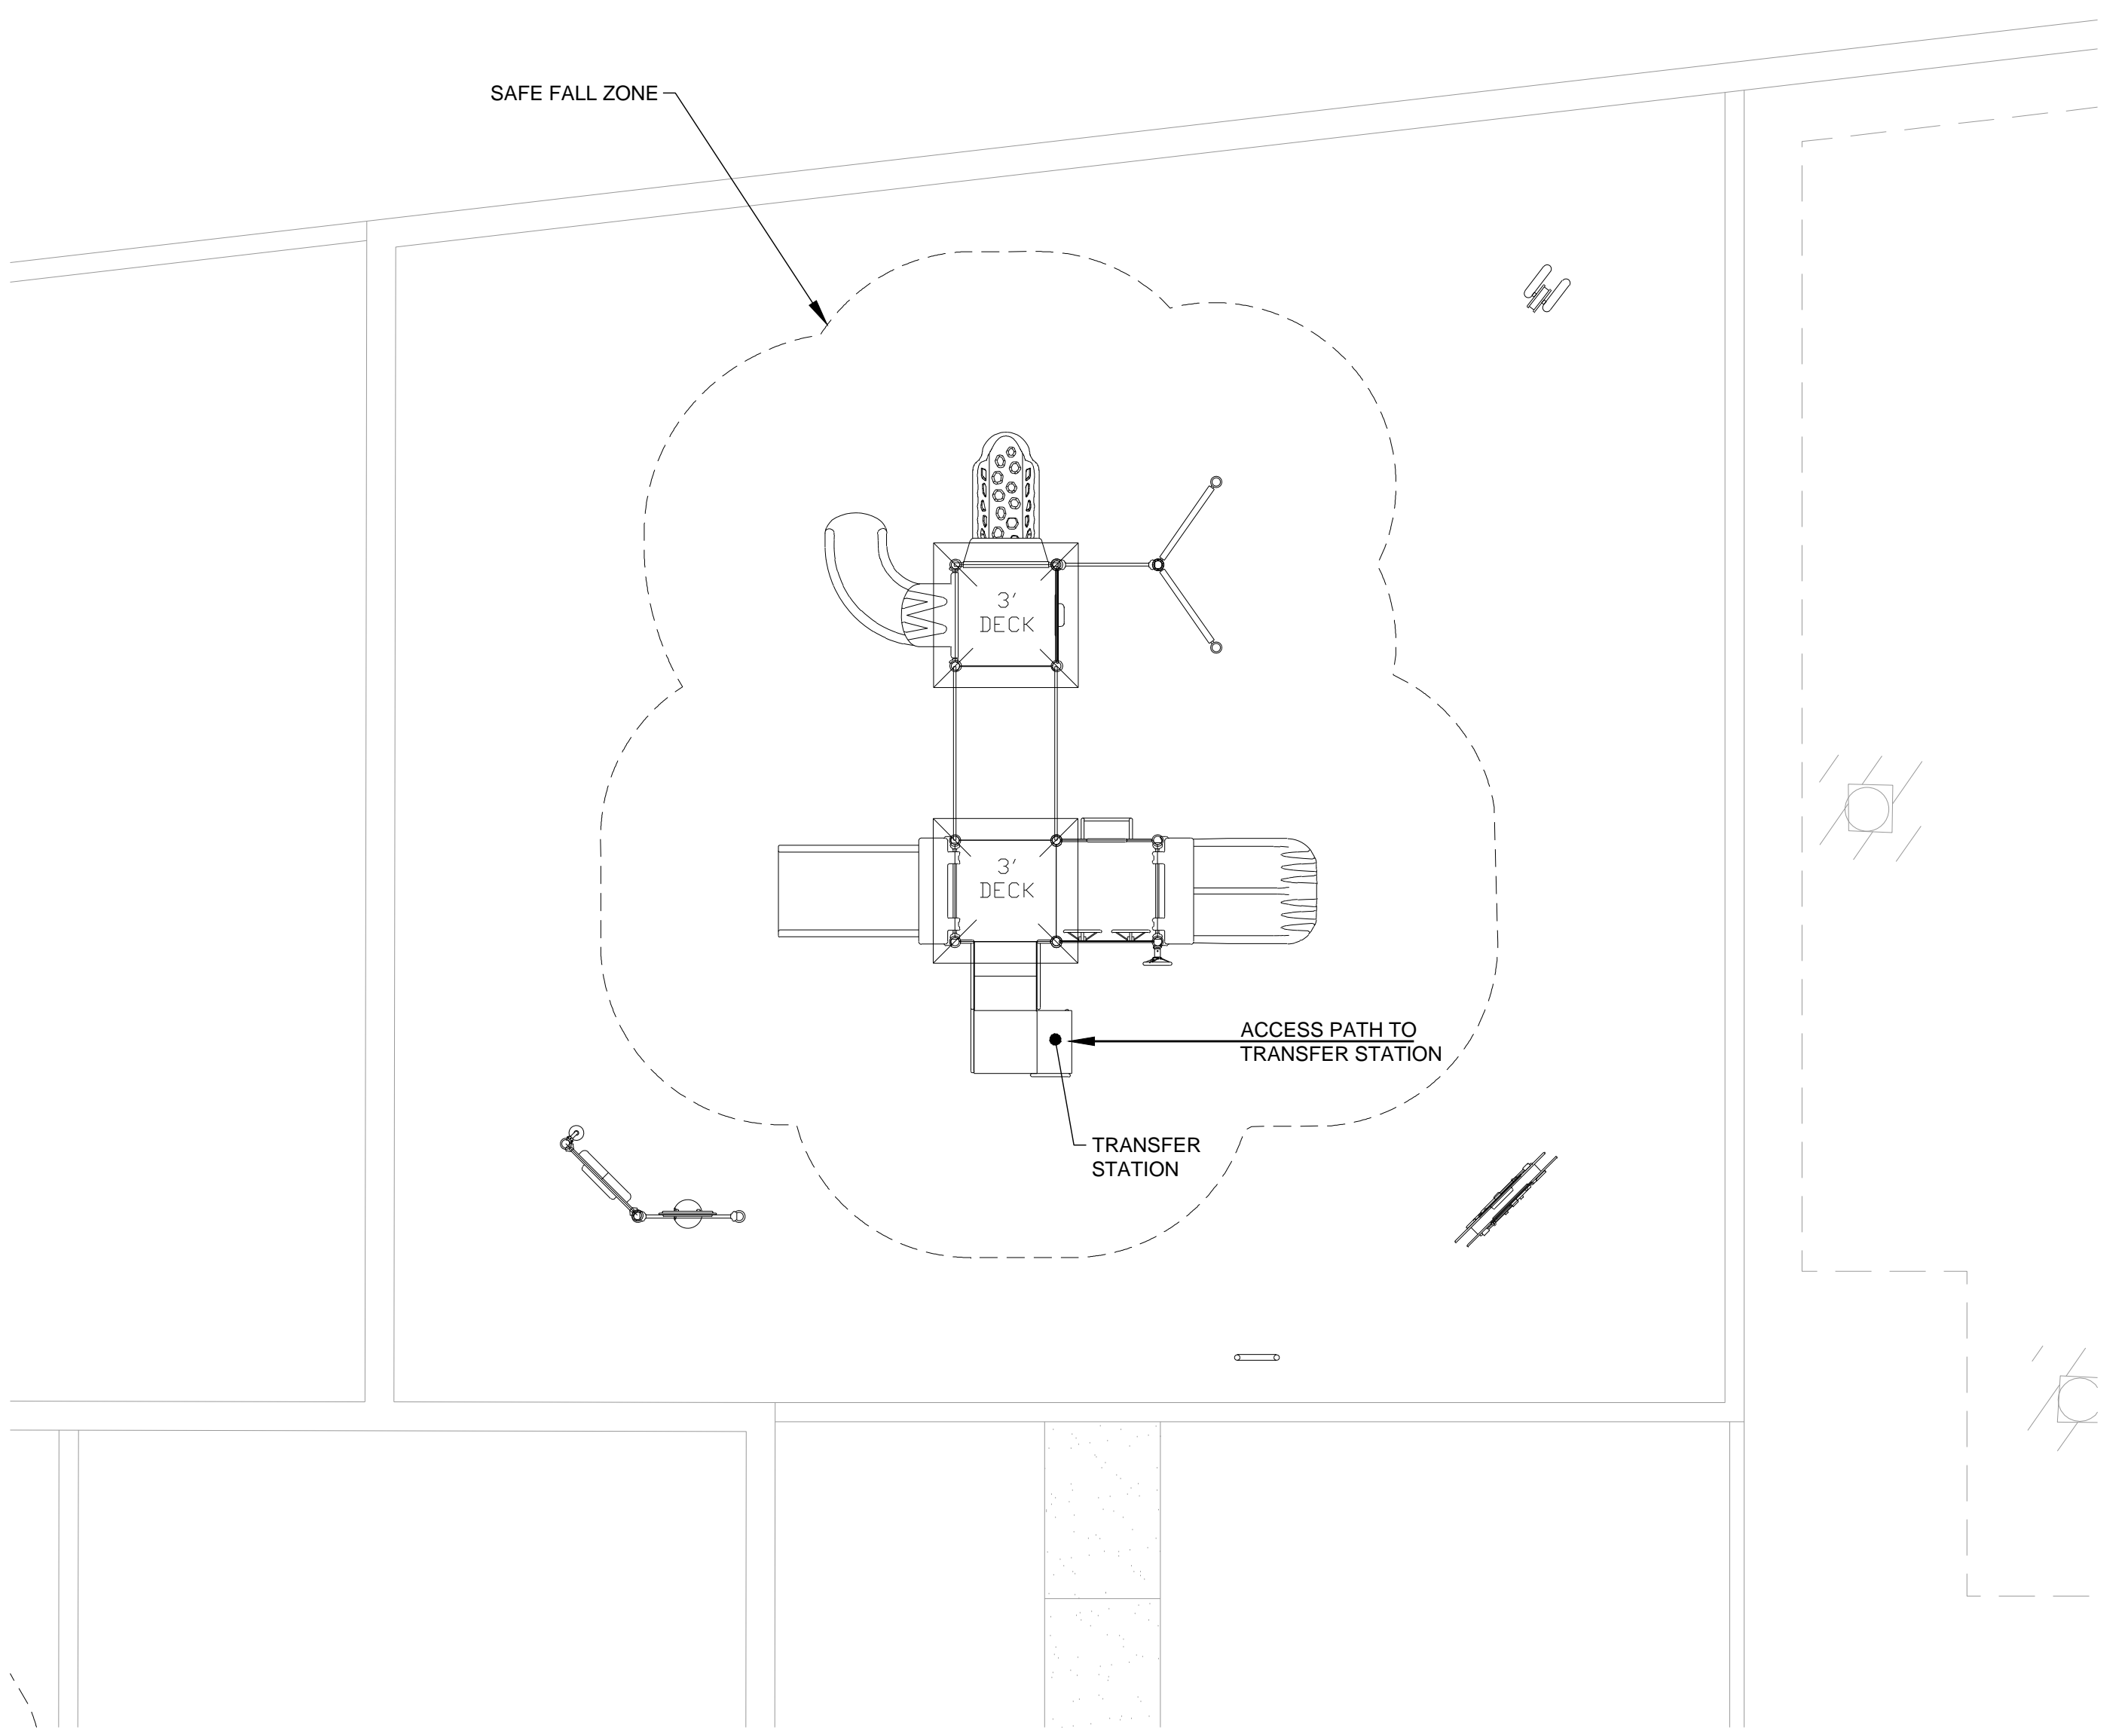 SAFE FALL ZONE
3'
DECK
3'
DECK
ACCESS PATH TO
TRANSFER STATION
TRANSFER
STATION